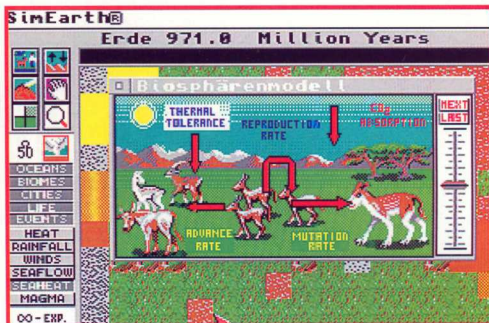 SimEarth®
Erde 971.0 Million Years
Biosphärenmodell
THERMAL
TOLERANCE
REPRODUCTION
RATE
CO₂
ABSORPTION
NEXT
LAST
50
OCEANS
BIOMES
CITIES
LIFE
EVENTS
HEAT
RAINFALL
WINDS
SEAFLOW
SEAHEAT
MAGMA
ADVANCE
RATE
MUTATION
RATE
∞-EXP.